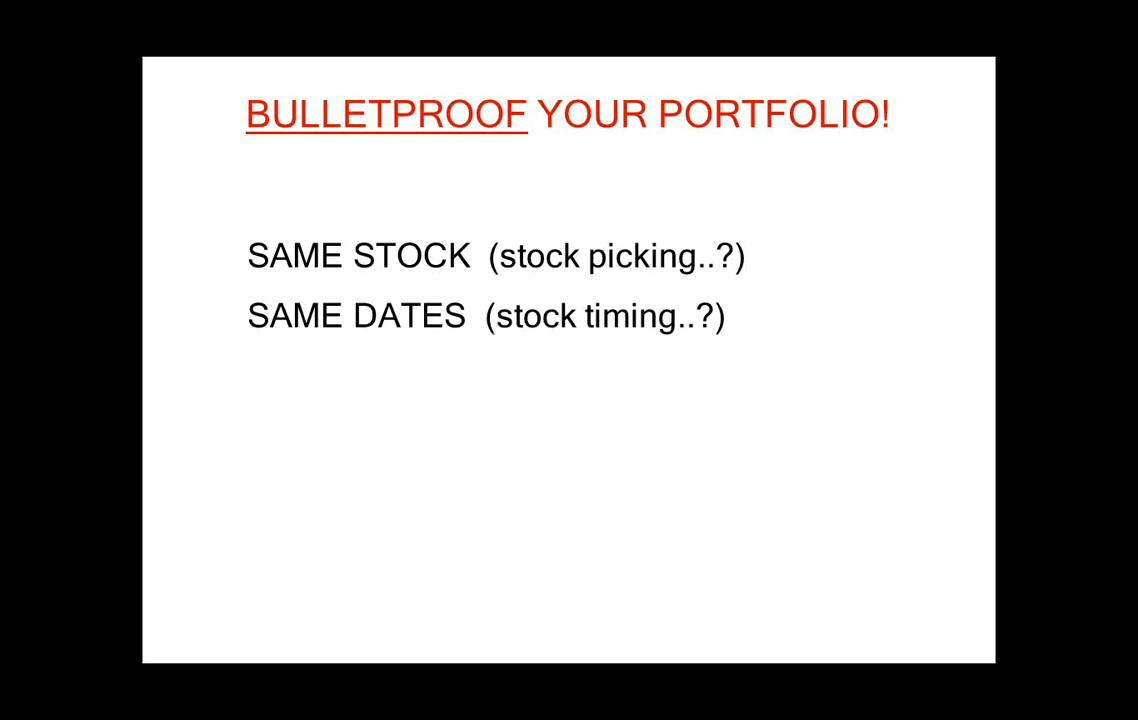 BULLETPROOF YOUR PORTFOLIO!
SAME STOCK (stock picking..?)
SAME DATES (stock timing..?)